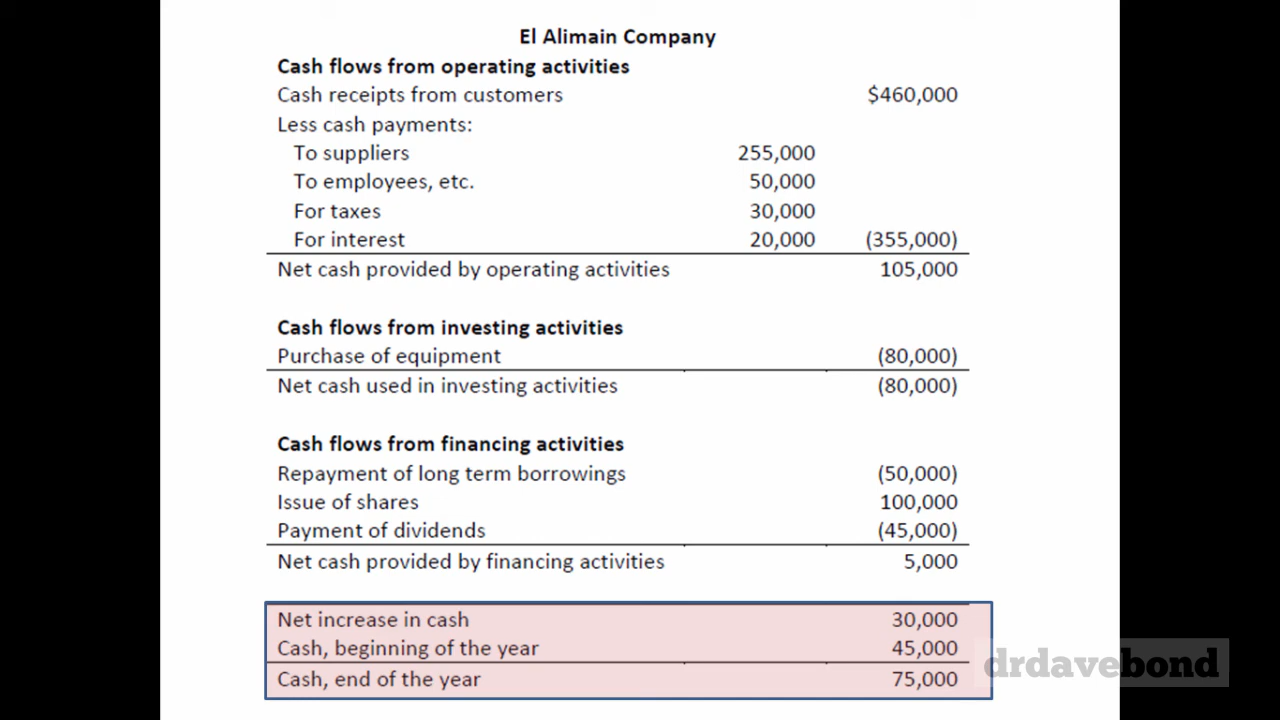 El Alimain Company
Cash flows from operating activities
Cash receipts from customers $460,000
Less cash payments:
To suppliers 255,000
To employees, etc. 50,000
For taxes 30,000
For interest 20,000 (355,000)
Net cash provided by operating activities 105,000
Cash flows from investing activities
Purchase of equipment (80,000)
Net cash used in investing activities (80,000)
Cash flows from financing activities
Repayment of long term borrowings (50,000)
Issue of shares 100,000
Payment of dividends (45,000)
Net cash provided by financing activities 5,000
Net increase in cash 30,000
Cash, beginning of the year 45,000
Cash, end of the year 75,000
drdavebond